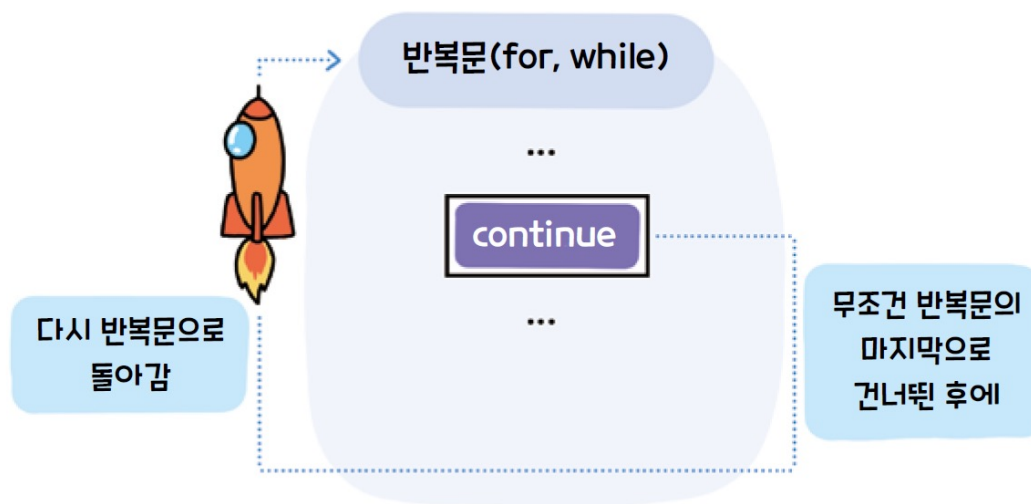 반복문(for, while)
...
continue
...
다시 반복문으로
돌아감
무조건 반복문의
마지막으로
건너뛴 후에